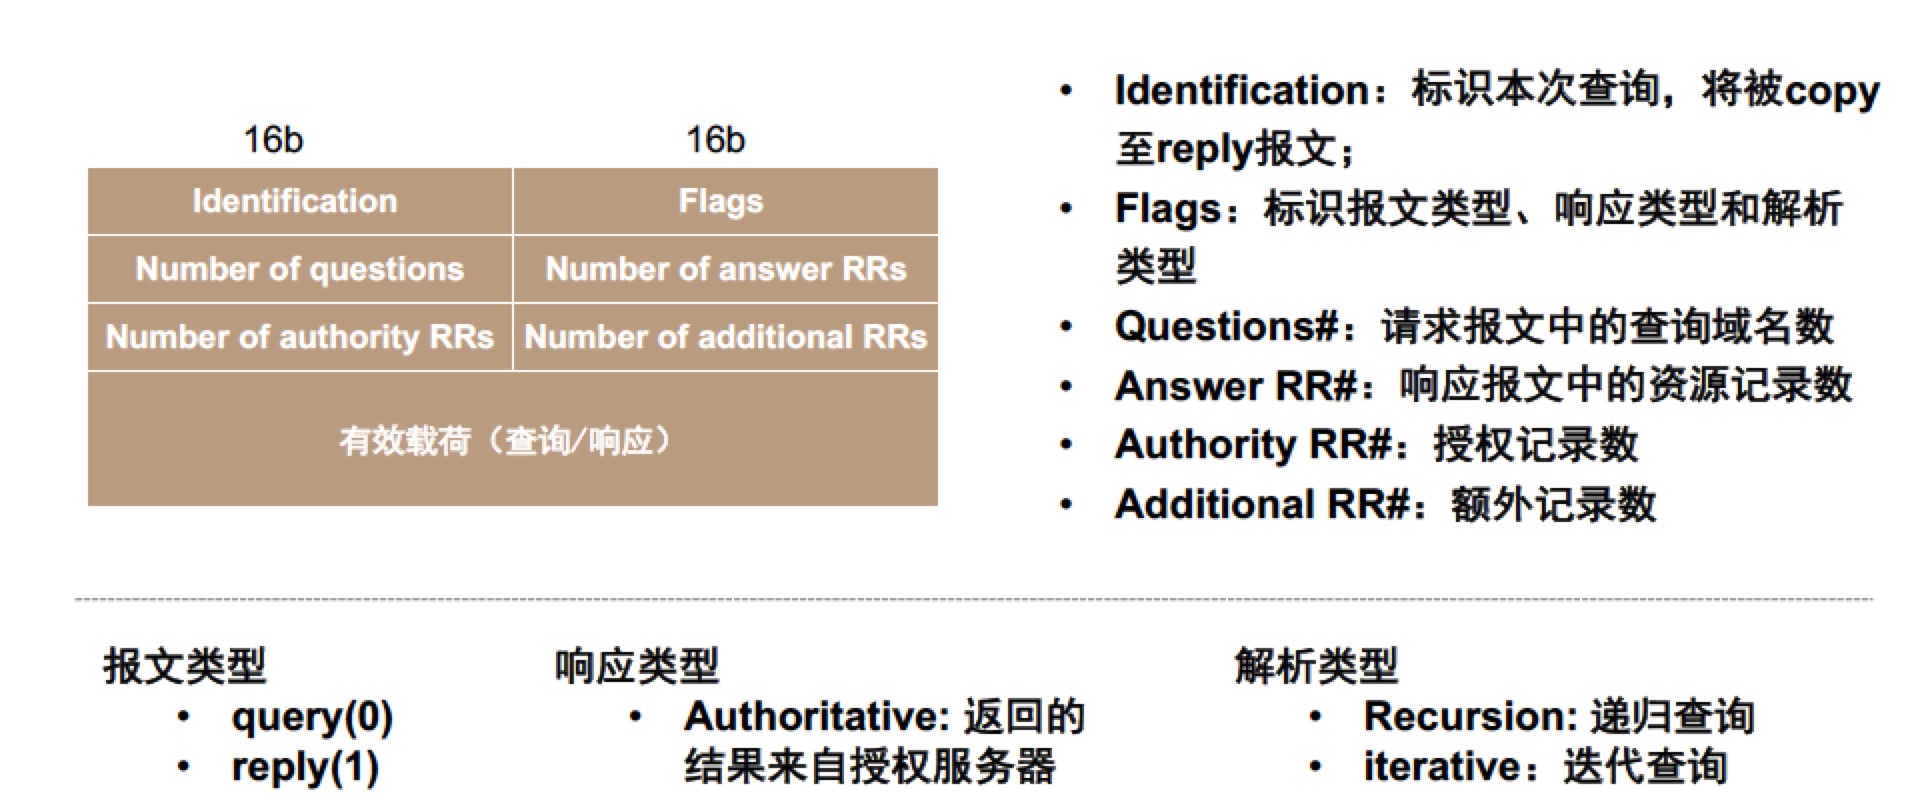 16b
16b
Identification
Flags
Number of questions
Number of answer RRs
Number of authority RRs
Number of additional RRs
有效载荷（查询/响应）
• Identification：标识本次查询，将被copy
至reply报文；
• Flags：标识报文类型、响应类型和解析
类型
• Questions#：请求报文中的查询域名数
• Answer RR#：响应报文中的资源记录数
• Authority RR#：授权记录数
• Additional RR#：额外记录数
报文类型
• query(0)
• reply(1)
响应类型
• Authoritative: 返回的
结果来自授权服务器
解析类型
• Recursion: 递归查询
• iterative：迭代查询